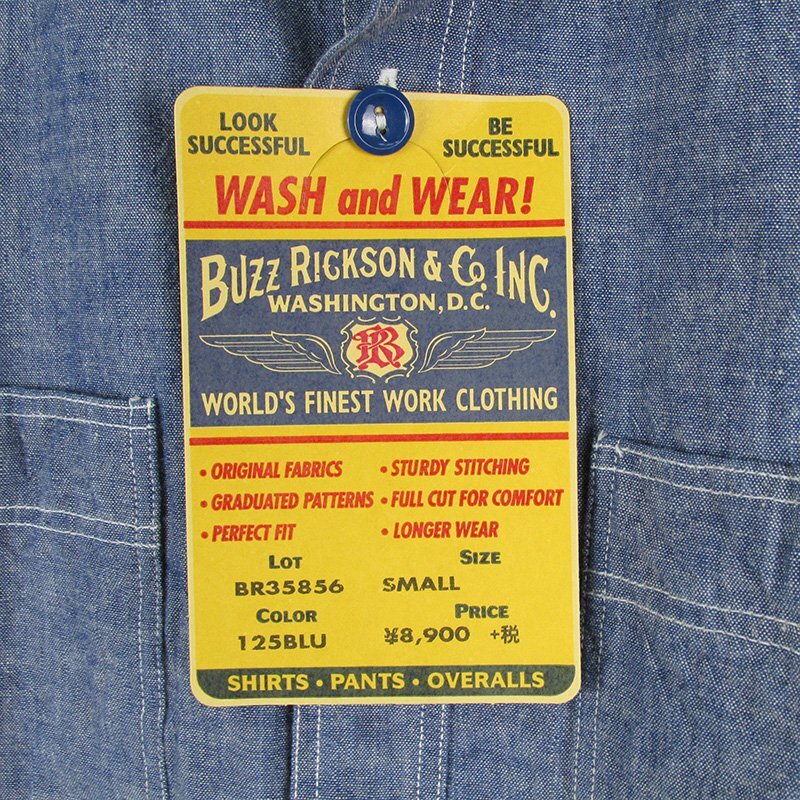 LOOK SUCCESSFUL
BE SUCCESSFUL
WASH and WEAR!
BUZZ RICKSON & Co. INC.
WASHINGTON, D.C.
BR
WORLD'S FINEST WORK CLOTHING
• ORIGINAL FABRICS
• STURDY STITCHING
• GRADUATED PATTERNS
• FULL CUT FOR COMFORT
• PERFECT FIT
• LONGER WEAR
LOT
SIZE
BR35856
SMALL
COLOR
PRICE
125BLU
¥8,900 +税
SHIRTS • PANTS • OVERALLS